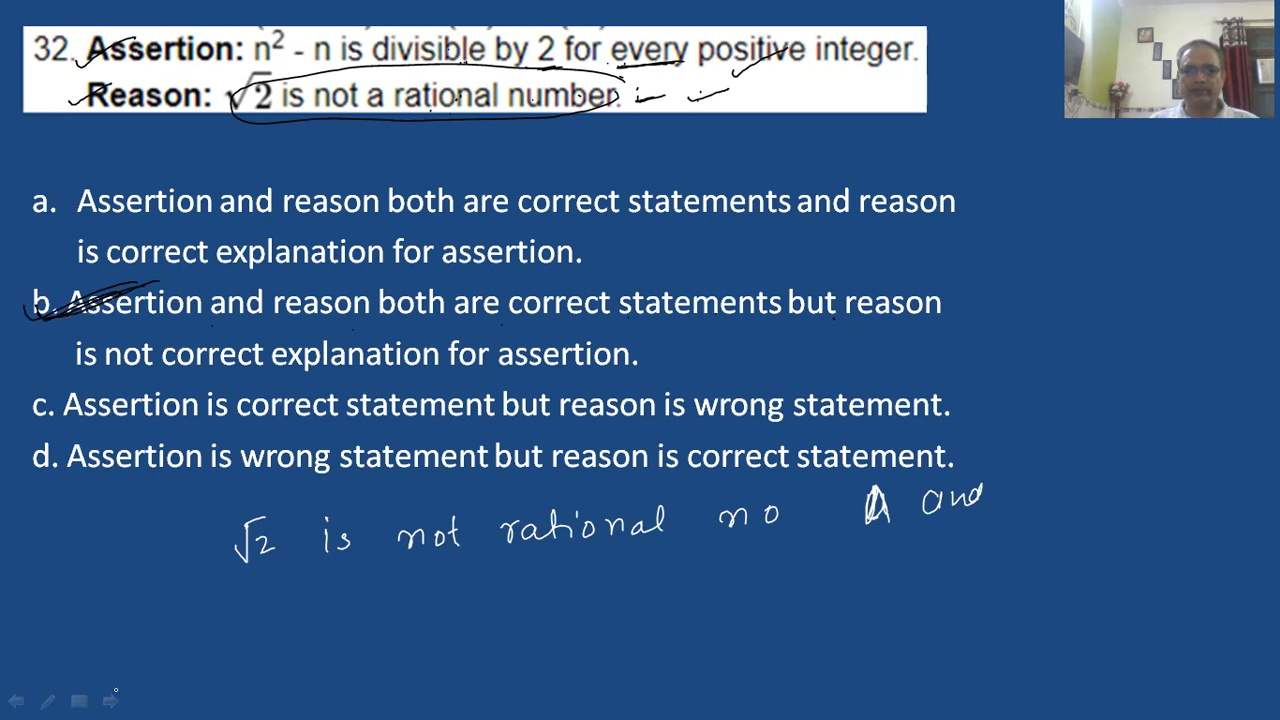 32. Assertion: n² - n is divisible by 2 for every positive integer.
Reason: √2 is not a rational number.
a. Assertion and reason both are correct statements and reason
is correct explanation for assertion.
b. Assertion and reason both are correct statements but reason
is not correct explanation for assertion.
c. Assertion is correct statement but reason is wrong statement.
d. Assertion is wrong statement but reason is correct statement.
√2 is not rational no A and